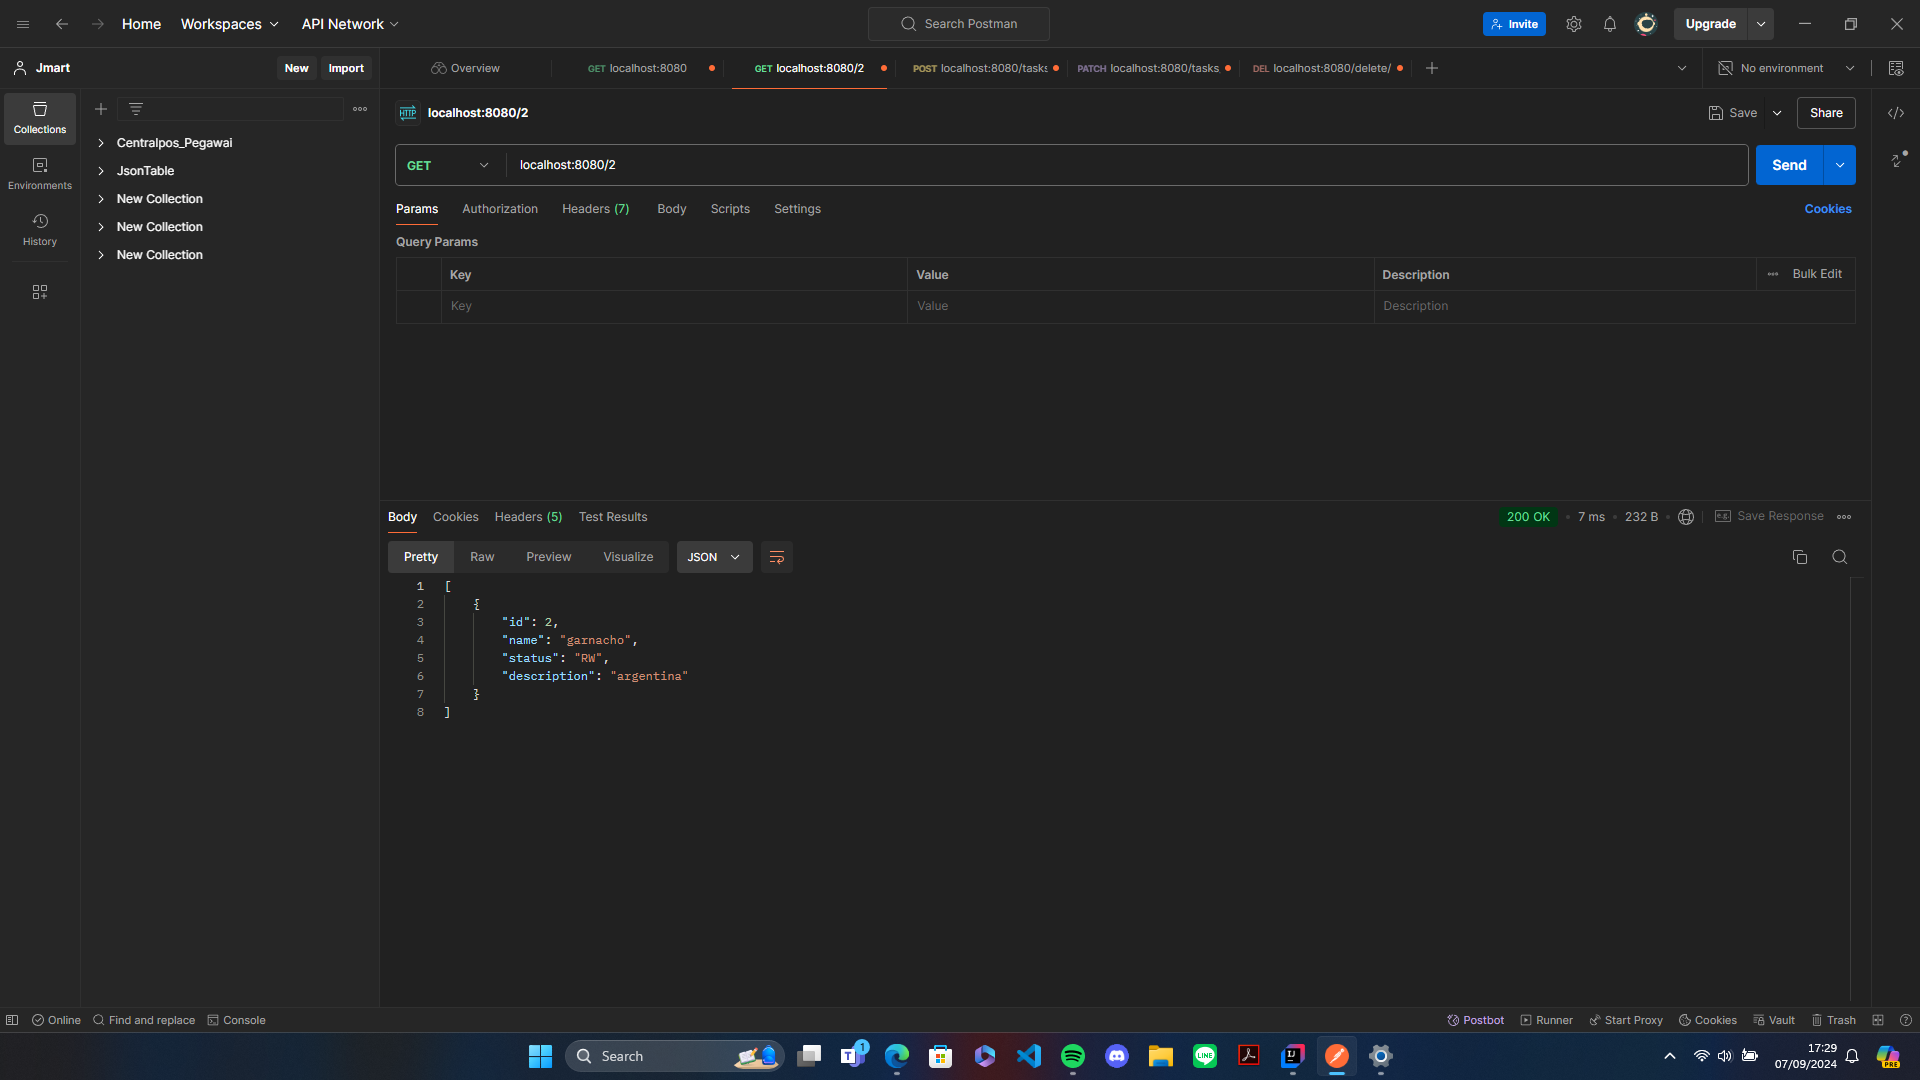 Home Workspaces API Network Search Postman Invite Upgrade
Jmart New Import Overview GET localhost:8080 GET localhost:8080/2 POST localhost:8080/tasks PATCH localhost:8080/tasks, DEL localhost:8080/delete/ No environment
Collections
Environments
History
Centralpos_Pegawai
JsonTable
New Collection
New Collection
New Collection
HTTP localhost:8080/2 Save Share
GET localhost:8080/2 Send
Params Authorization Headers (7) Body Scripts Settings Cookies
Query Params
Key Value Description Bulk Edit
Key Value Description
Body Cookies Headers (5) Test Results 200 OK 7 ms 232 B e.g. Save Response
Pretty Raw Preview Visualize JSON
1 [
2 {
3 "id": 2,
4 "name": "garnacho",
5 "status": "RW",
6 "description": "argentina"
7 }
8 ]
Online Find and replace Console Postbot Runner Start Proxy Cookies Vault Trash
Search 1 LINE 17:29
07/09/2024 PRE